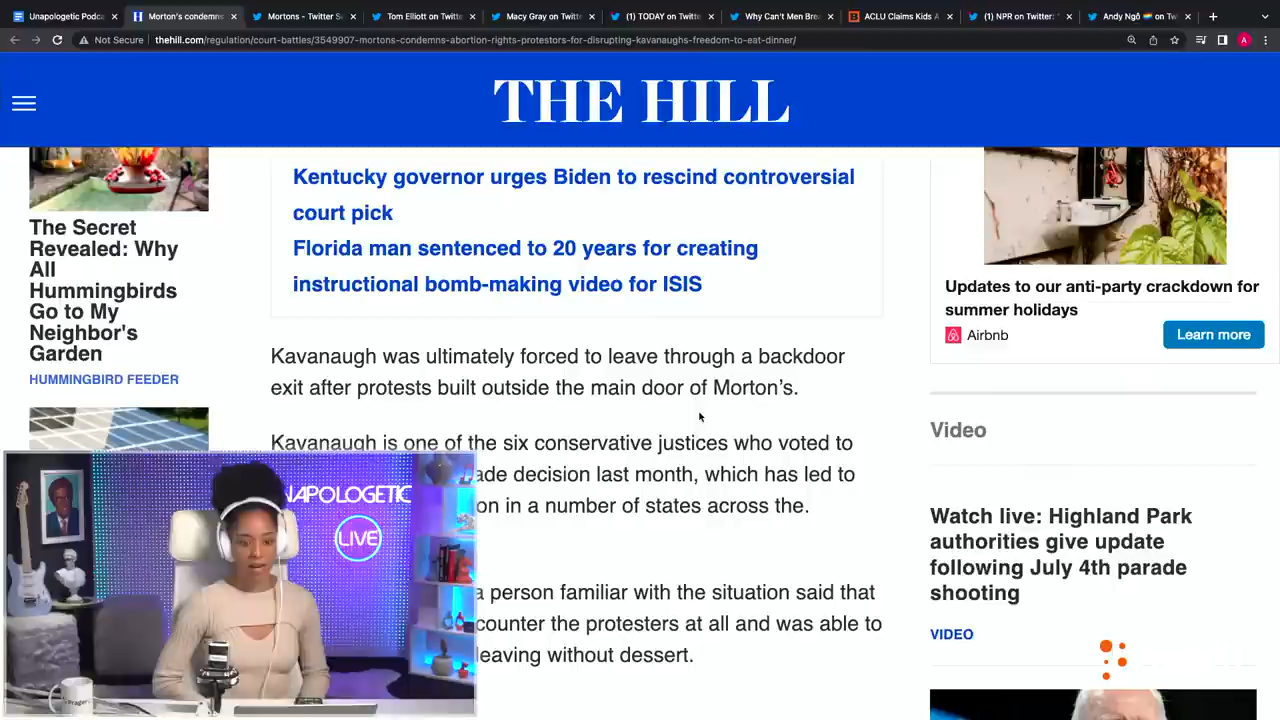 Unapologetic Podca
Morton's condemns
Mortons - Twitter S
Tom Elliott on Twitte
Macy Gray on Twitte
(1) TODAY on Twitte
Why Can't Men Bre
ACLU Claims Kids A
(1) NPR on Twitter:
Andy Ngô 🏳️‍🌈 on Tw
Not Secure
thehill.com/regulation/court-battles/3549907-mortons-condemns-abortion-rights-protestors-for-disrupting-kavanaughs-freedom-to-eat-dinner/
A
THE HILL
The Secret
Revealed: Why
All
Hummingbirds
Go to My
Neighbor's
Garden
HUMMINGBIRD FEEDER
Kentucky governor urges Biden to rescind controversial
court pick
Florida man sentenced to 20 years for creating
instructional bomb-making video for ISIS
Kavanaugh was ultimately forced to leave through a backdoor
exit after protests built outside the main door of Morton's.
Kavanaugh is one of the six conservative justices who voted to
ade decision last month, which has led to
on in a number of states across the.
a person familiar with the situation said that
counter the protesters at all and was able to
leaving without dessert.
Updates to our anti-party crackdown for
summer holidays
Airbnb
Learn more
Video
Watch live: Highland Park
authorities give update
following July 4th parade
shooting
VIDEO
NAPOLOGETIC
LIVE